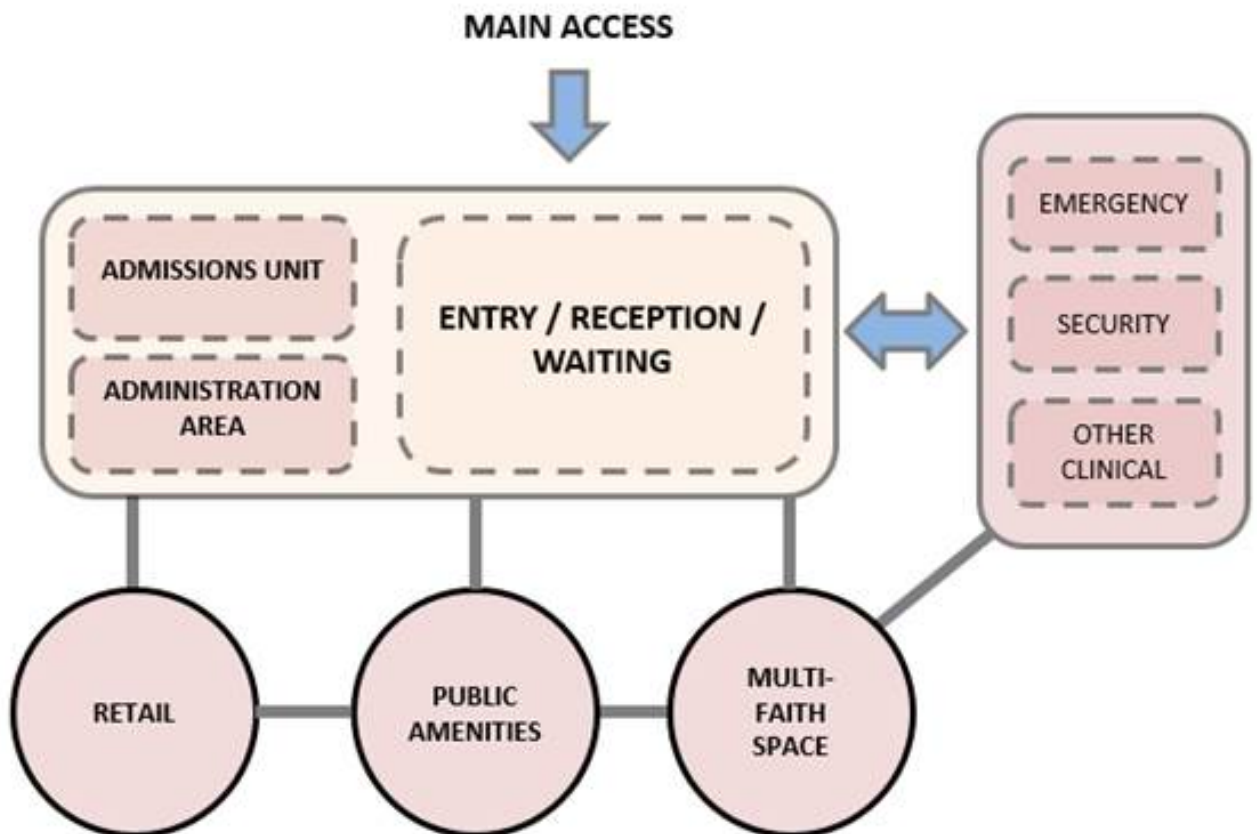 MAIN ACCESS
ADMISSIONS UNIT
ADMINISTRATION
AREA
ENTRY / RECEPTION /
WAITING
EMERGENCY
SECURITY
OTHER
CLINICAL
RETAIL
PUBLIC
AMENITIES
MULTI-
FAITH
SPACE